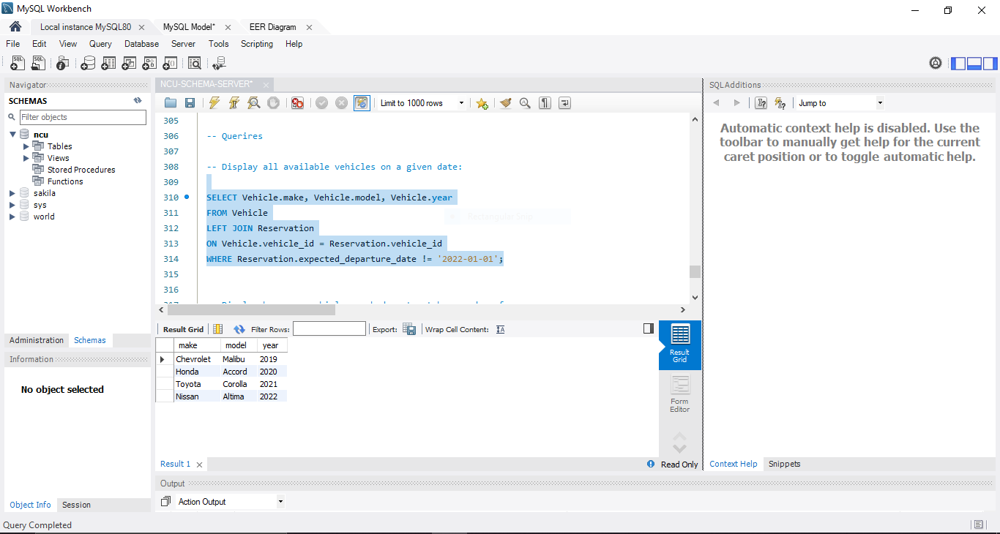 MySQL Workbench
Local instance MySQL80 MySQL Model* EER Diagram
File Edit View Query Database Server Tools Scripting Help
Navigator
SCHEMAS
Filter objects
ncu
Tables
Views
Stored Procedures
Functions
sakila
sys
world
Administration Schemas
Information
No object selected
Object Info Session
NCU-SCHEMA-SERVER*
Limit to 1000 rows
305
306 -- Querires
307
308 -- Display all available vehicles on a given date:
309
310 SELECT Vehicle.make, Vehicle.model, Vehicle.year
311 FROM Vehicle
312 LEFT JOIN Reservation
313 ON Vehicle.vehicle_id = Reservation.vehicle_id
314 WHERE Reservation.expected_departure_date != '2022-01-01';
315
316
Rectangular Snip
Result Grid Filter Rows: Export: Wrap Cell Content:
make model year
Chevrolet Malibu 2019
Honda Accord 2020
Toyota Corolla 2021
Nissan Altima 2022
Result
Grid
Form
Editor
Result 1 Read Only
SQLAdditions
Jump to
Automatic context help is disabled. Use the
toolbar to manually get help for the current
caret position or to toggle automatic help.
Context Help Snippets
Output
Action Output
Query Completed